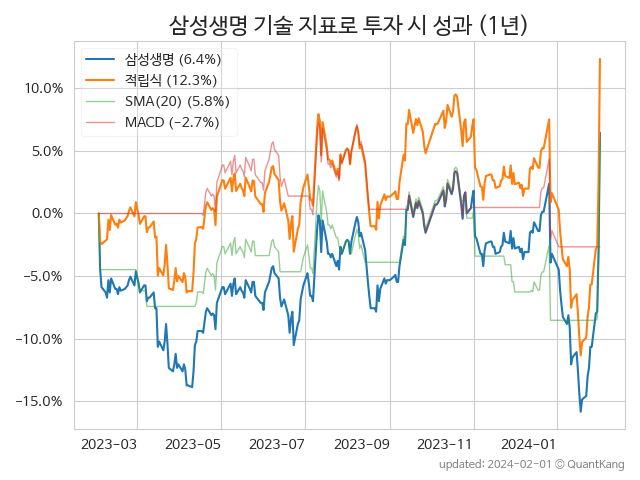 삼성생명 기술 지표로 투자 시 성과 (1년)
삼성생명 (6.4%)
적립식 (12.3%)
SMA(20) (5.8%)
MACD (−2.7%)
10.0%
5.0%
0.0%
−5.0%
−10.0%
−15.0%
2023-03 2023-05 2023-07 2023-09 2023-11 2024-01
updated: 2024-02-01 © QuantKang